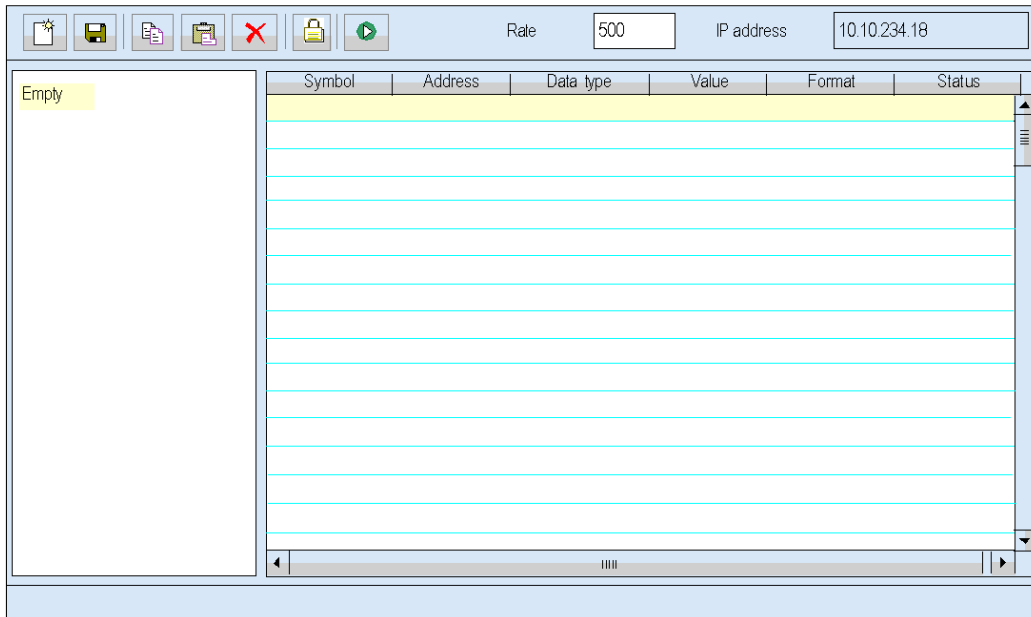 Rate 500 IP address 10.10.234.18
Empty
Symbol Address Data type Value Format Status